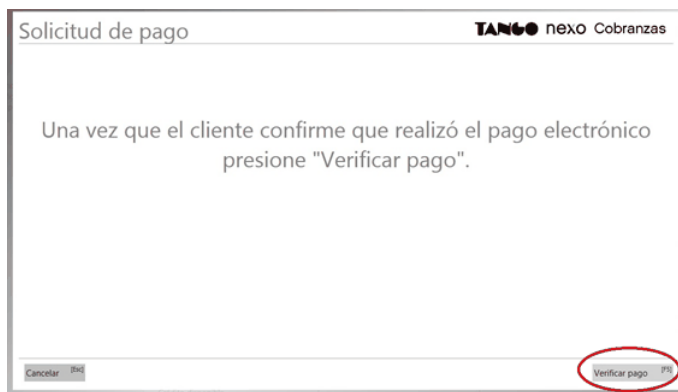 Solicitud de pago
TANGO nexo Cobranzas
Una vez que el cliente confirme que realizó el pago electrónico
presione "Verificar pago".
Cancelar [Esc]
Verificar pago [F5]